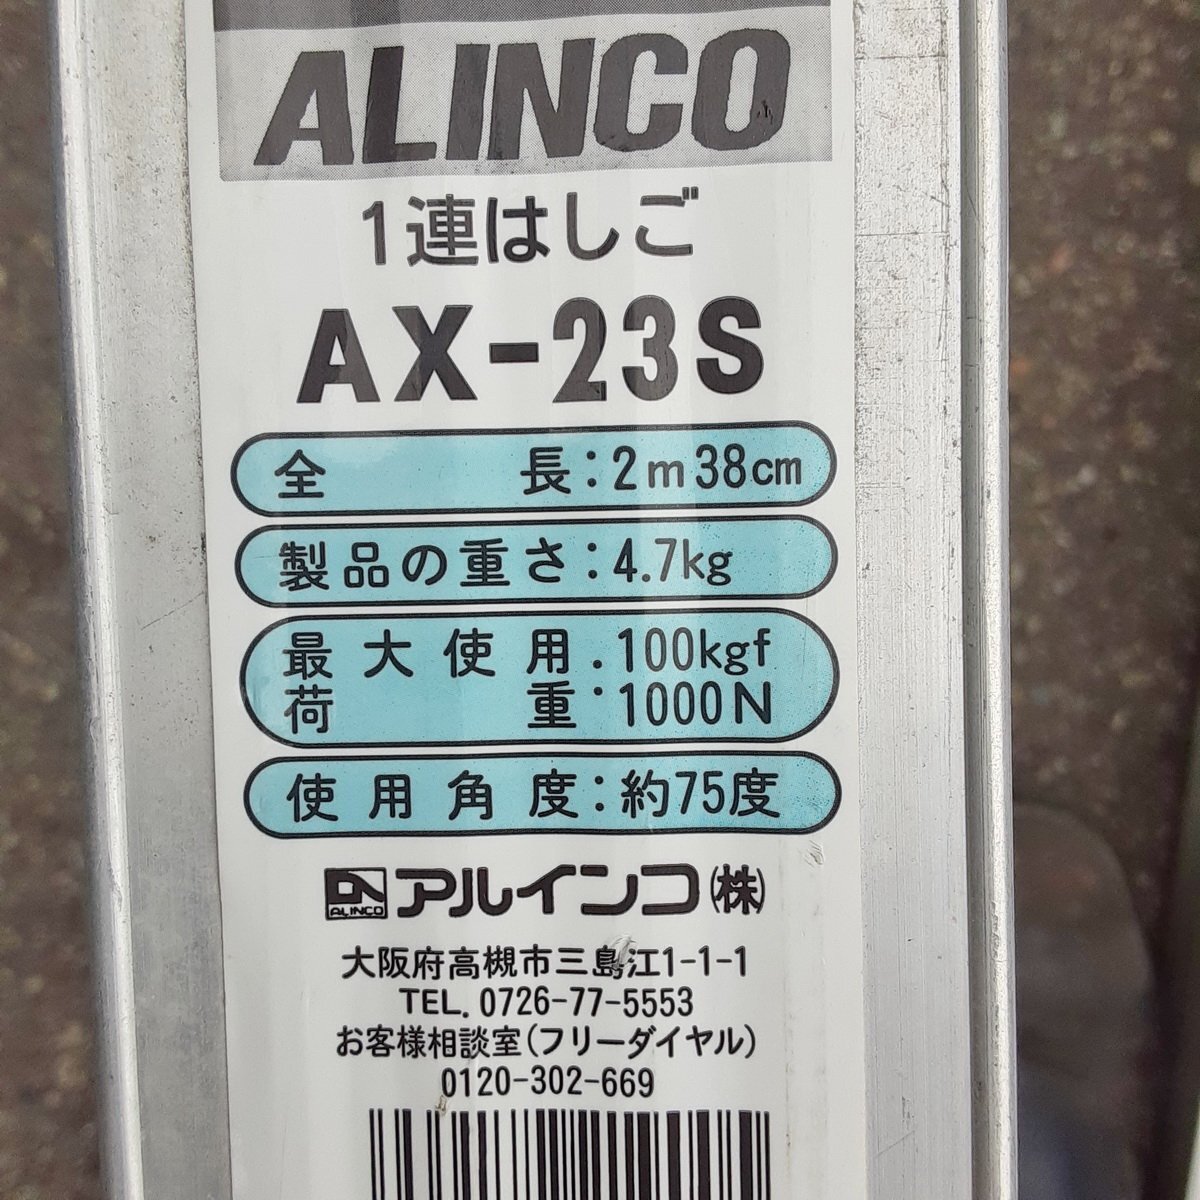 ALINCO
1連はしご
AX-23S
全長:2m38cm
製品の重さ:4.7kg
最大使用荷重:100kgf
1000N
使用角度:約75度
ALINCO アルインコ(株)
大阪府高槻市三島江1-1-1
TEL. 0726-77-5553
お客様相談室(フリーダイヤル)
0120-302-669